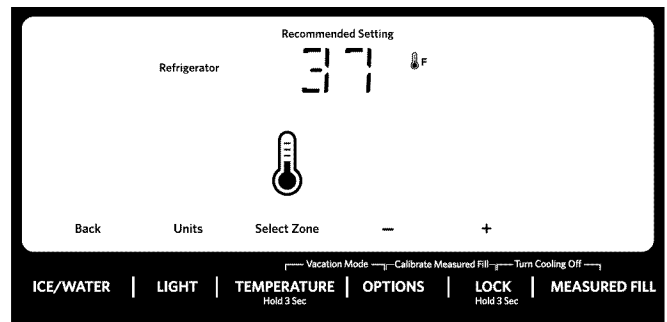 Recommended Setting
Refrigerator 37 F
Back Units Select Zone – +
Vacation Mode Calibrate Measured Fill Turn Cooling Off
ICE/WATER | LIGHT | TEMPERATURE | OPTIONS | LOCK | MEASURED FILL
Hold 3 Sec Hold 3 Sec